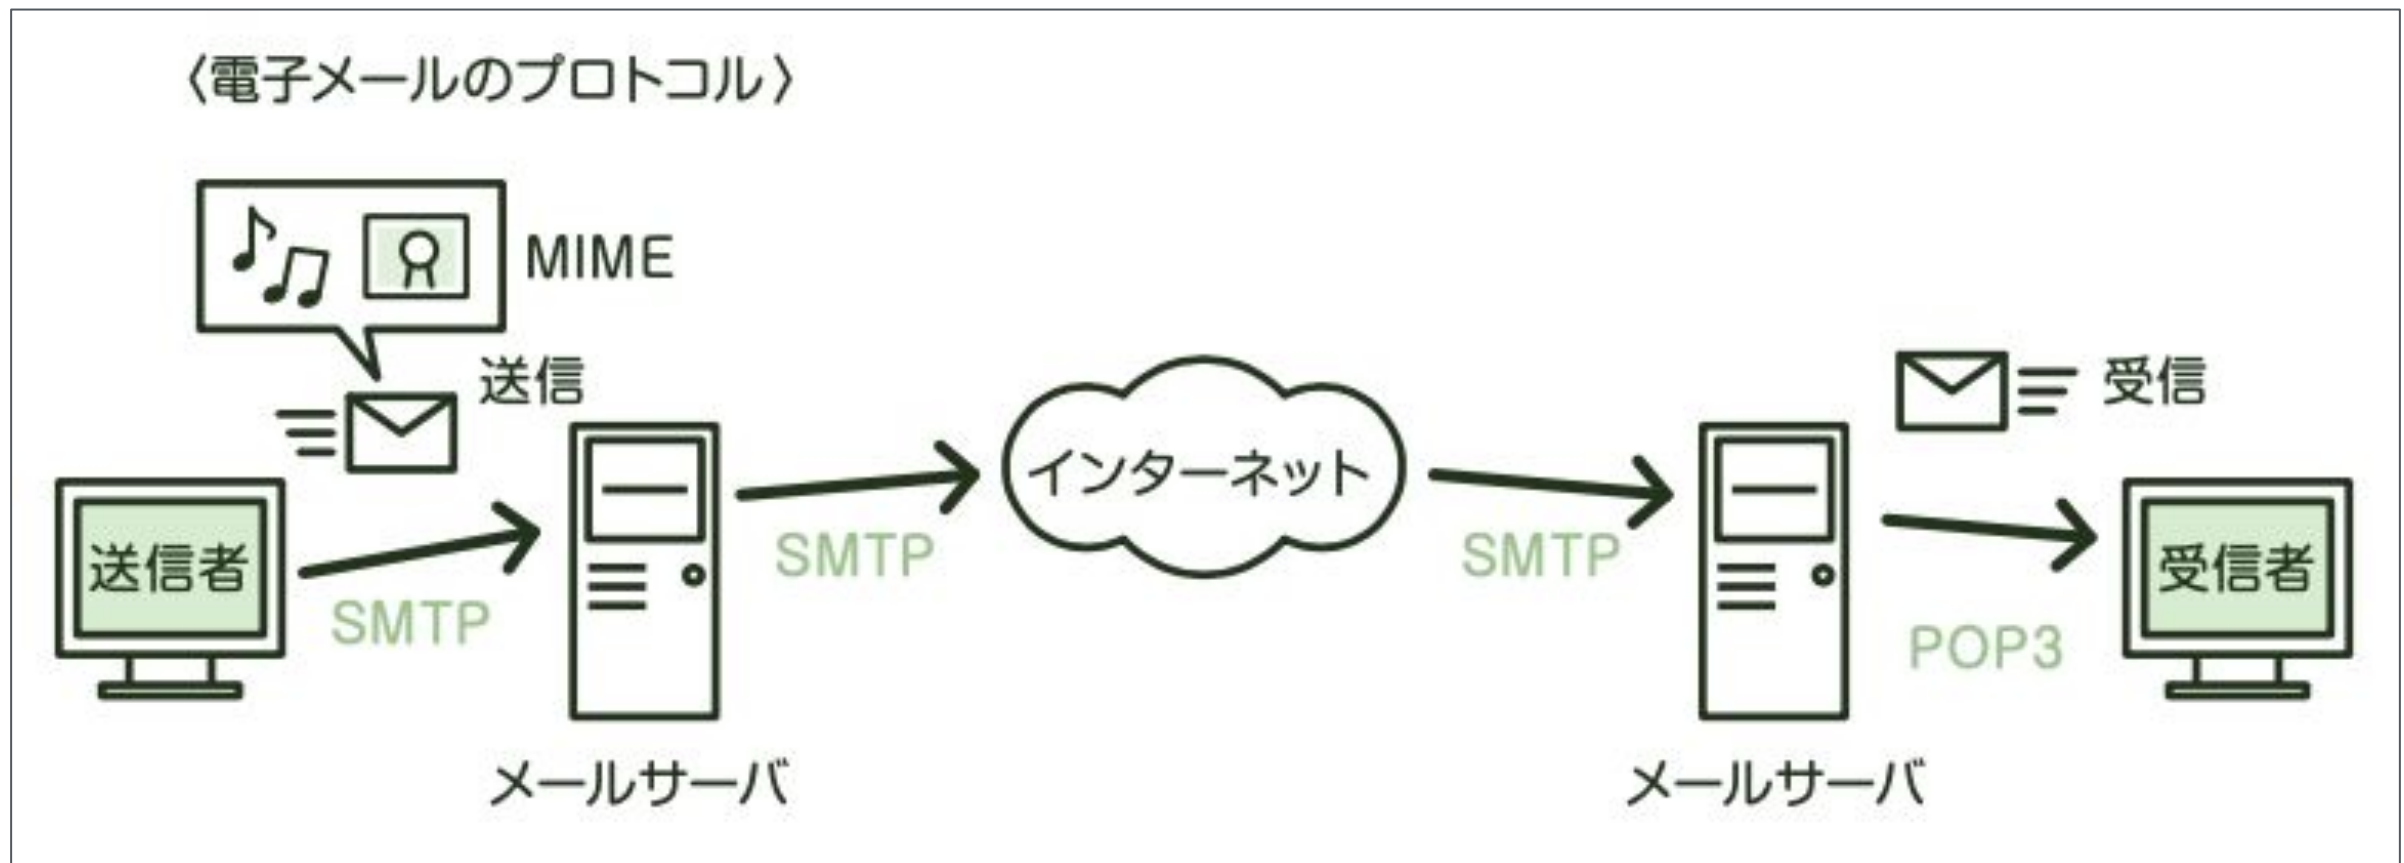 〈電子メールのプロトコル〉
MIME
送信
受信
インターネット
送信者
SMTP
SMTP
SMTP
POP3
受信者
メールサーバ
メールサーバ